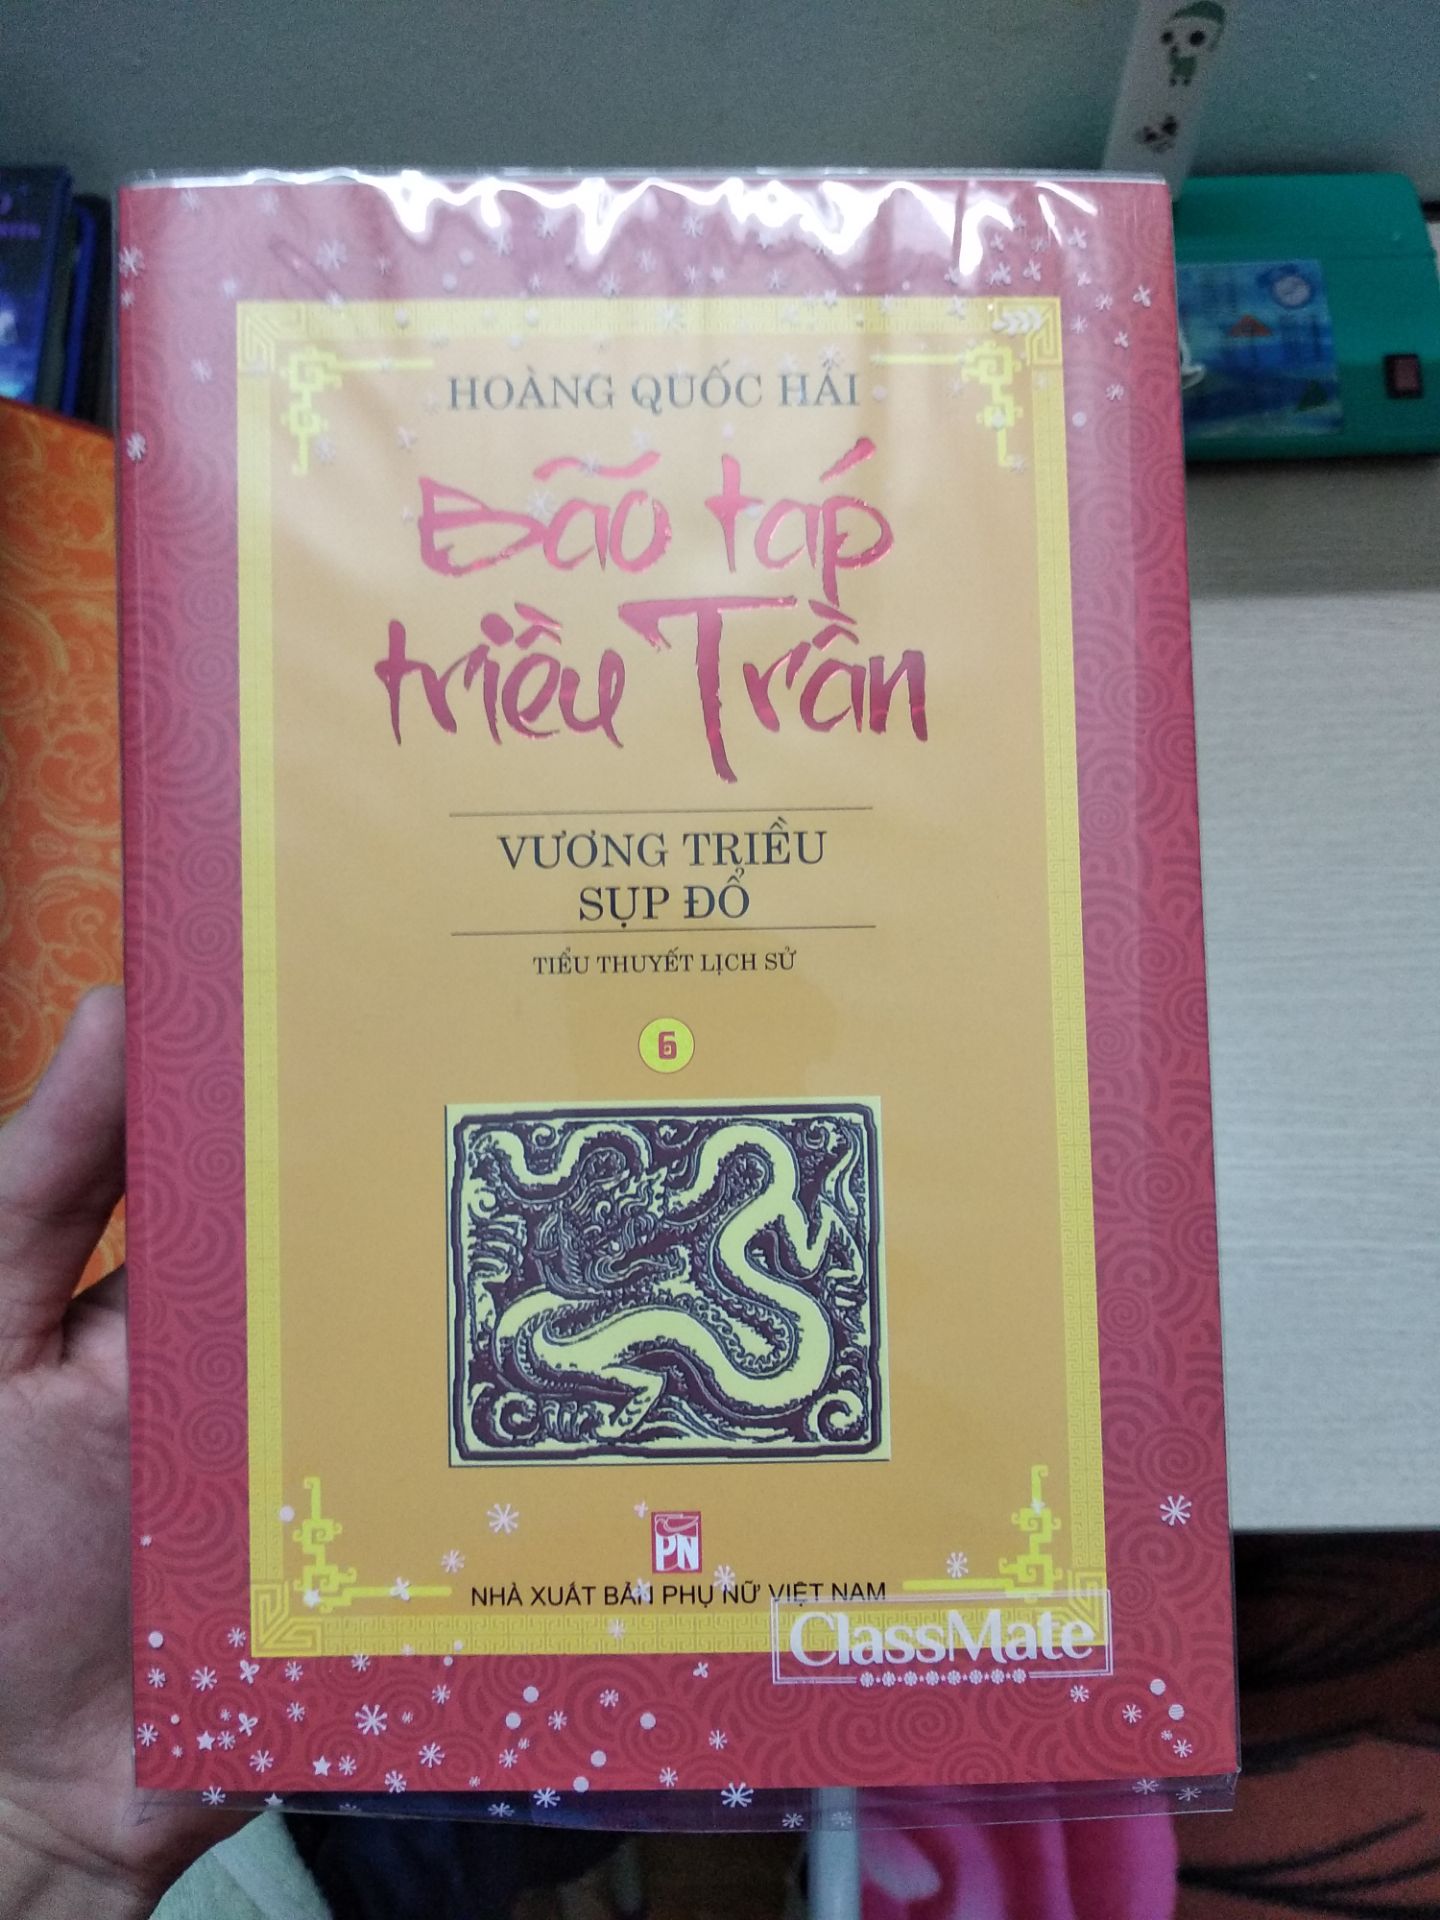 HOÀNG QUỐC HẢI
Bão táp
triều Trần
VƯƠNG TRIỀU
SỤP ĐỔ
TIỂU THUYẾT LỊCH SỬ
6
PN
NHÀ XUẤT BẢN PHỤ NỮ VIỆT NAM
ClassMate